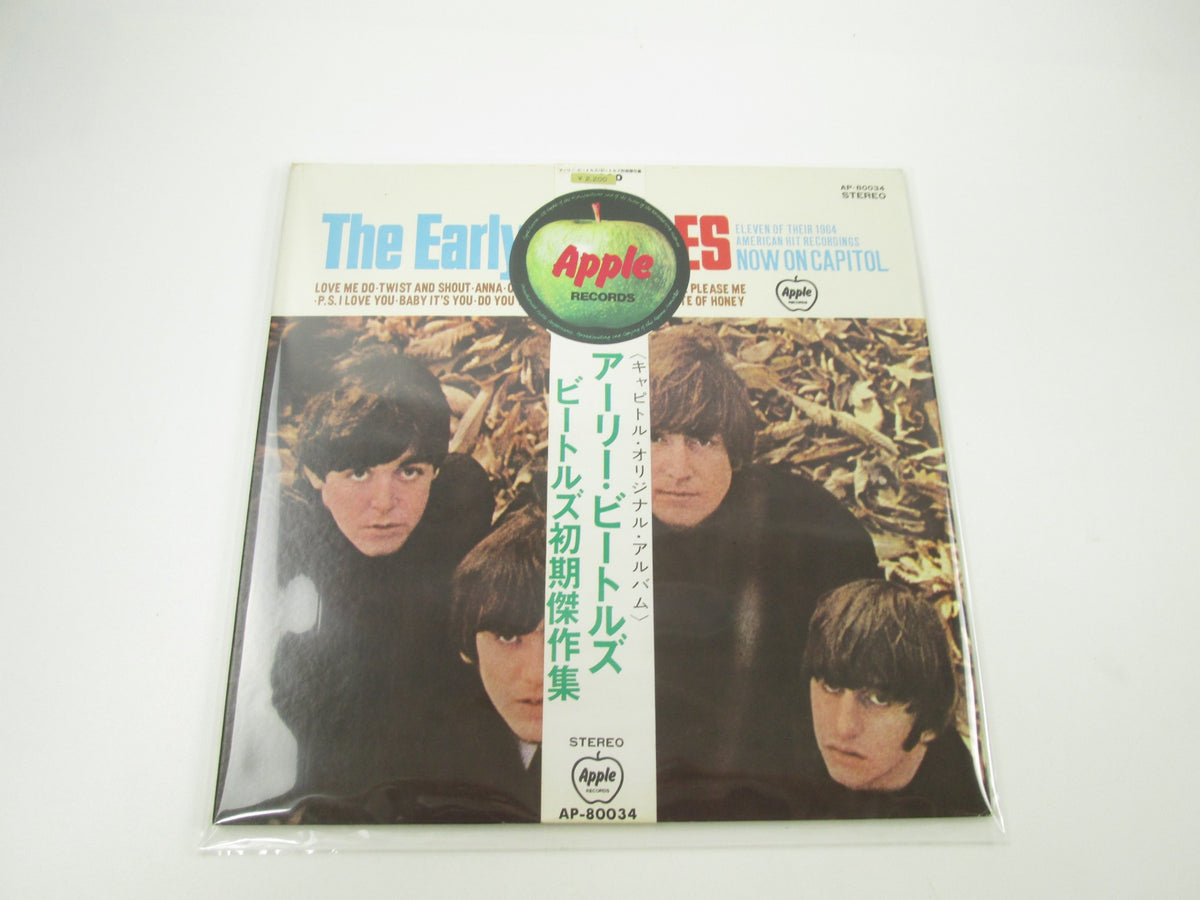 ¥2,200
AP-80034
STEREO
The Early
ES
ELEVEN OF THEIR 1964
AMERICAN HIT RECORDINGS
NOW ON CAPITOL
LOVE ME DO·TWIST AND SHOUT·ANNA·
PLEASE ME
·P.S. I LOVE YOU·BABY IT'S YOU·DO YOU
OF HONEY
Apple
RECORDS
Apple
RECORDS
〈キャピトル・オリジナル・アルバム〉
アーリー・ビートルズ
ビートルズ初期傑作集
STEREO
Apple
RECORDS
AP-80034